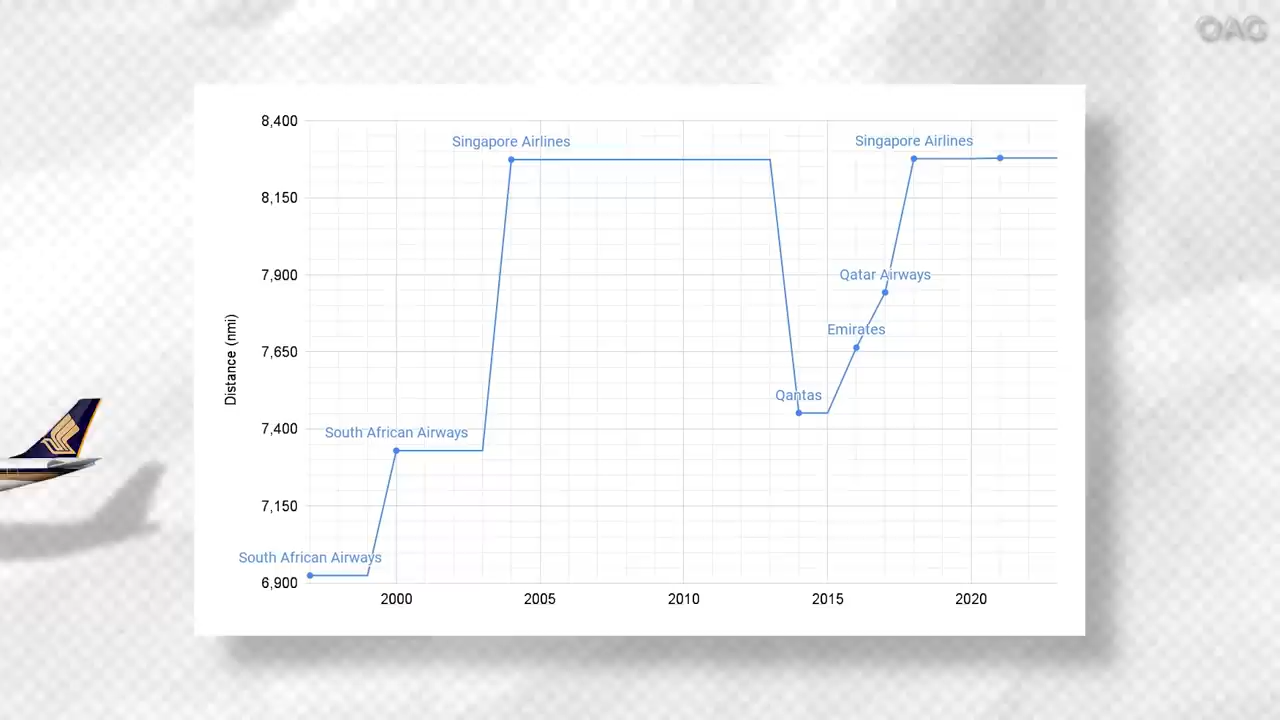 OAG
8,400
Singapore Airlines
Singapore Airlines
8,150
7,900
Qatar Airways
Emirates
7,650
Distance (nmi)
Qantas
7,400
South African Airways
7,150
South African Airways
6,900
2000
2005
2010
2015
2020